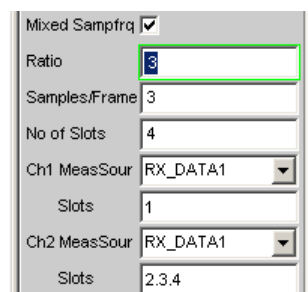 Mixed Sampfrq
Ratio 3
Samples/Frame 3
No of Slots 4
Ch1 MeasSour RX_DATA1
Slots 1
Ch2 MeasSour RX_DATA1
Slots 2.3.4